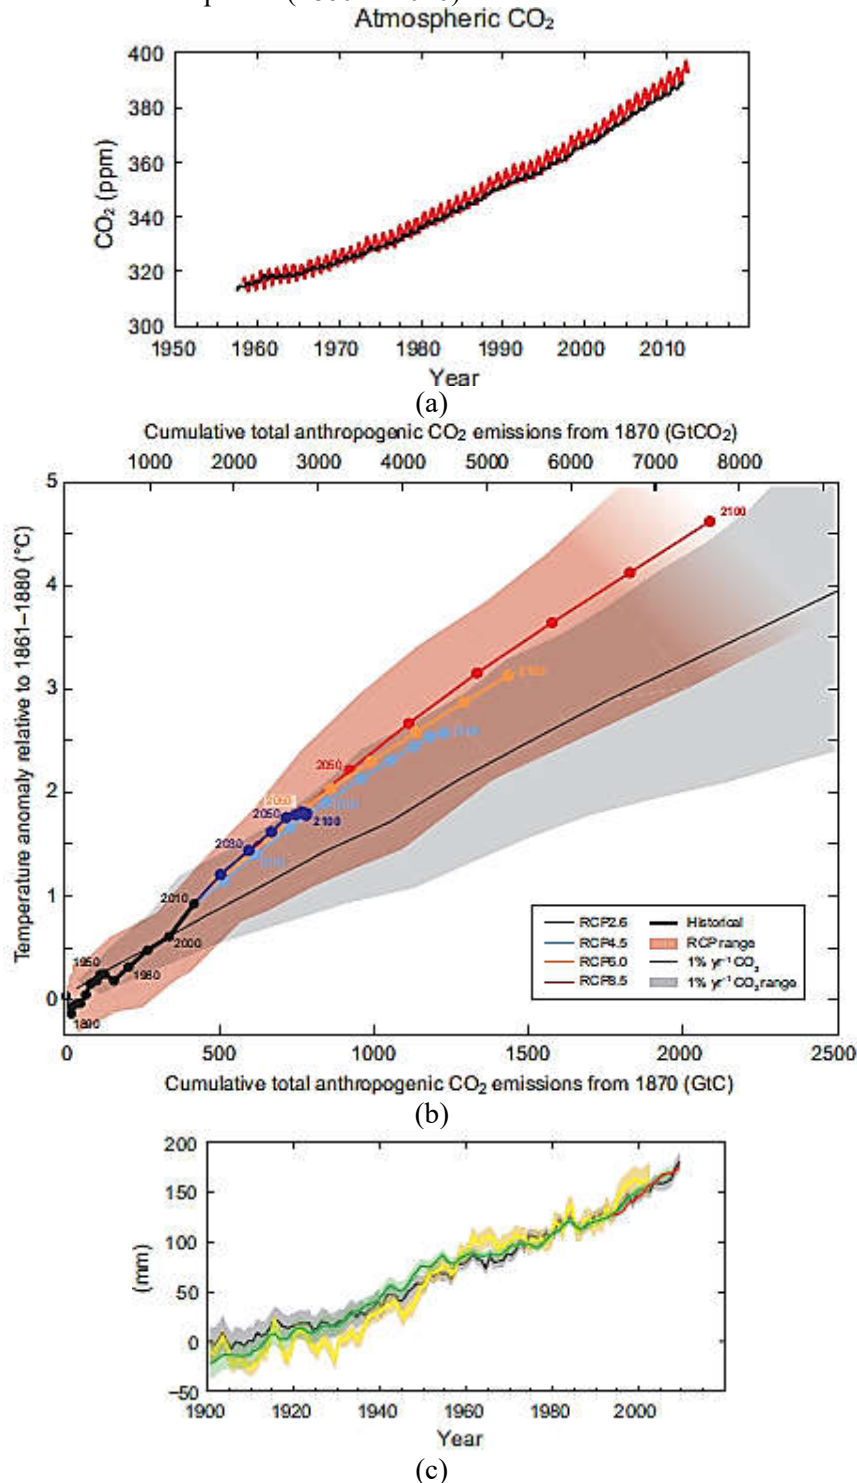 Atmospheric CO₂
400
380
360
340
320
300
CO₂ (ppm)
1950 1960 1970 1980 1990 2000 2010
Year
(a)
Cumulative total anthropogenic CO₂ emissions from 1870 (GtCO₂)
1000 2000 3000 4000 5000 6000 7000 8000
5
4
3
2
1
0
Temperature anomaly relative to 1861–1880 (°C)
2100
2050
2050
2100
2030
2010
2000
1950
1980
1890
RCP2.6 Historical
RCP4.5 RCP range
RCP6.0 1% yr⁻¹ CO₂
RCP8.5 1% yr⁻¹ CO₂ range
0 500 1000 1500 2000 2500
Cumulative total anthropogenic CO₂ emissions from 1870 (GtC)
(b)
200
150
100
50
0
−50
(mm)
1900 1920 1940 1960 1980 2000
Year
(c)